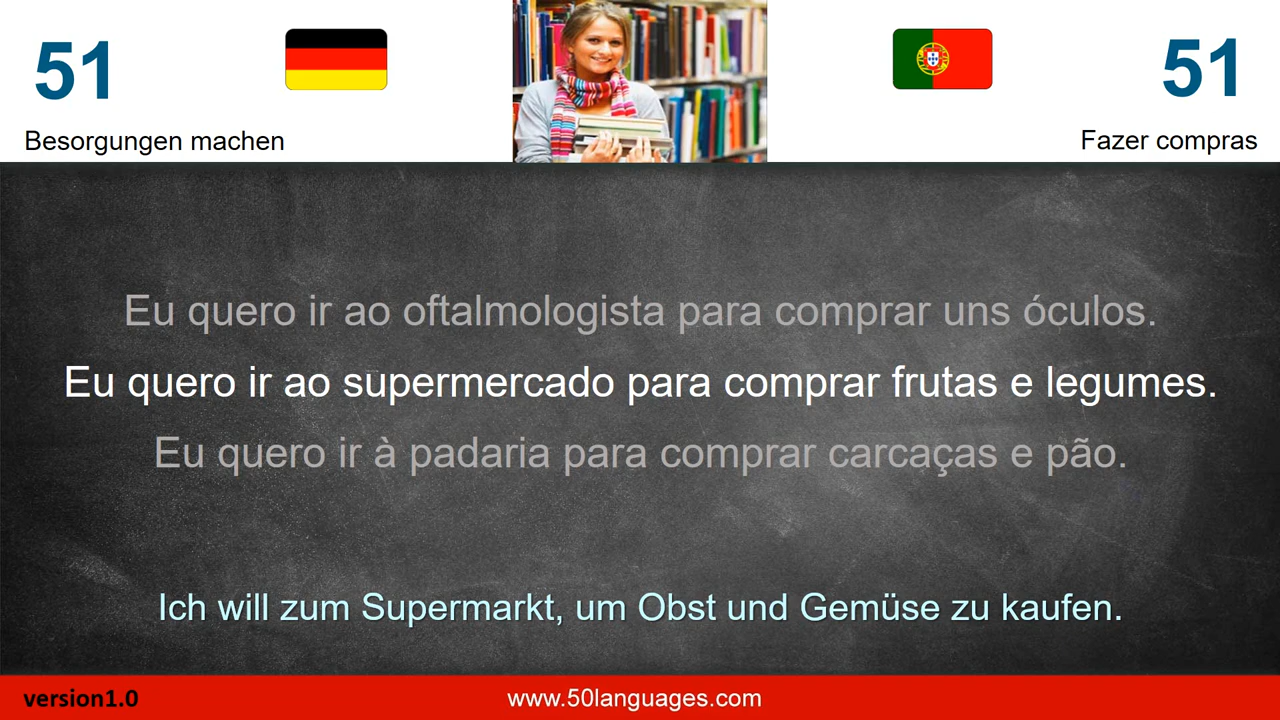 51
51
Besorgungen machen
Fazer compras
Eu quero ir ao oftalmologista para comprar uns óculos.
Eu quero ir ao supermercado para comprar frutas e legumes.
Eu quero ir à padaria para comprar carcaças e pão.
Ich will zum Supermarkt, um Obst und Gemüse zu kaufen.
version1.0
www.50languages.com